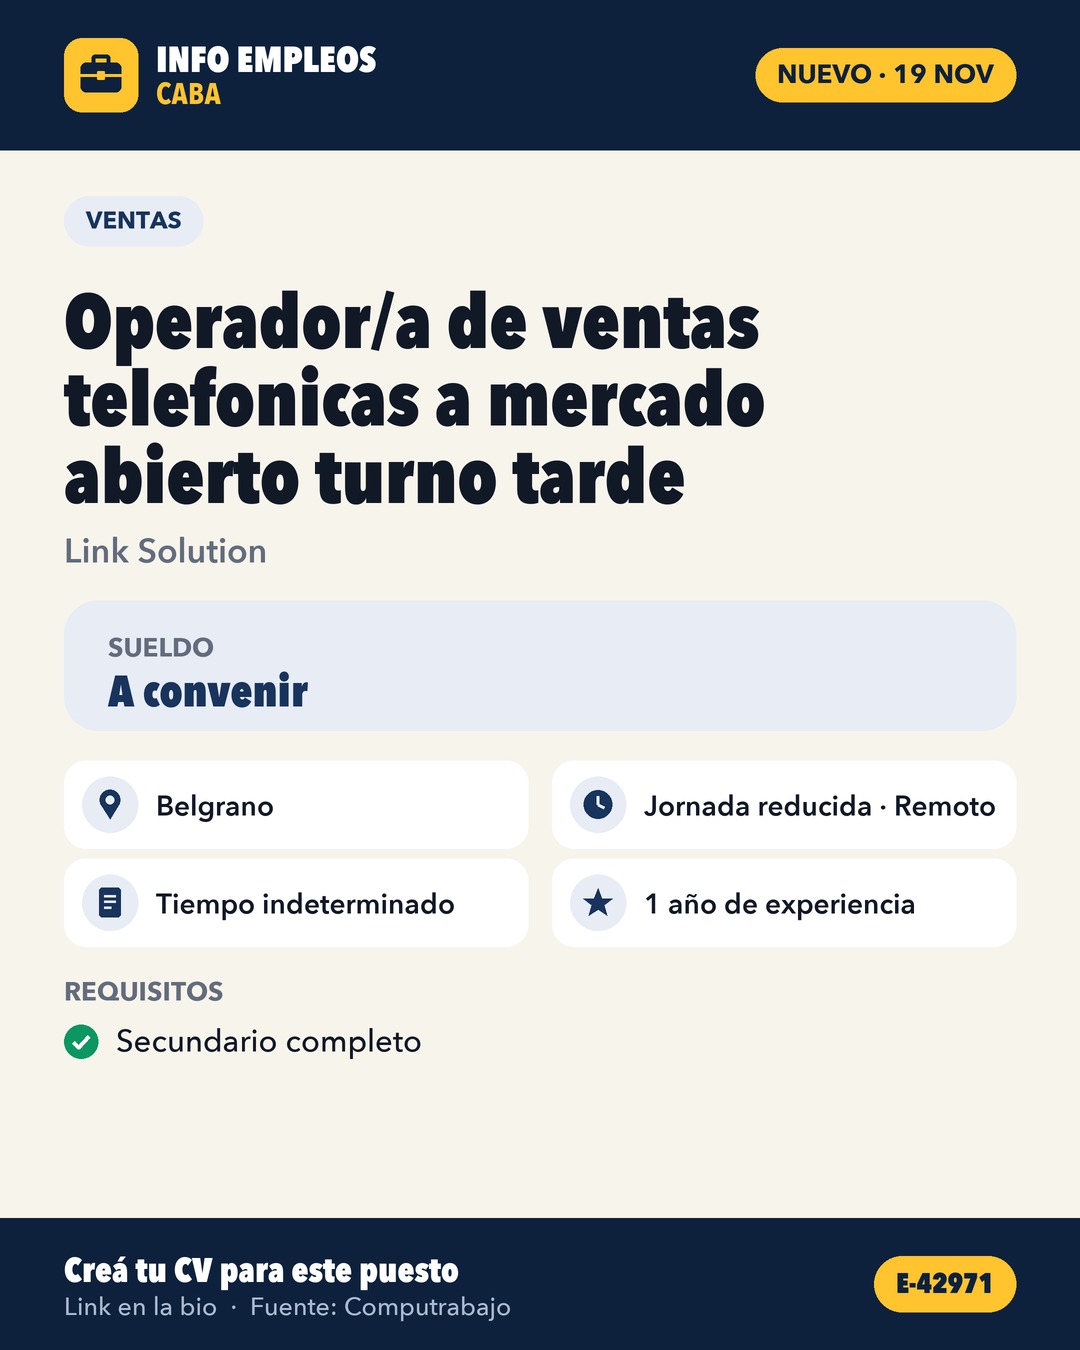 INFO EMPLEOS
CABA
NUEVO · 19 NOV
VENTAS
Operador/a de ventas
telefonicas a mercado
abierto turno tarde
Link Solution
SUELDO
A convenir
Belgrano
Jornada reducida · Remoto
Tiempo indeterminado
1 año de experiencia
REQUISITOS
Secundario completo
Creá tu CV para este puesto
Link en la bio · Fuente: Computrabajo
E-42971